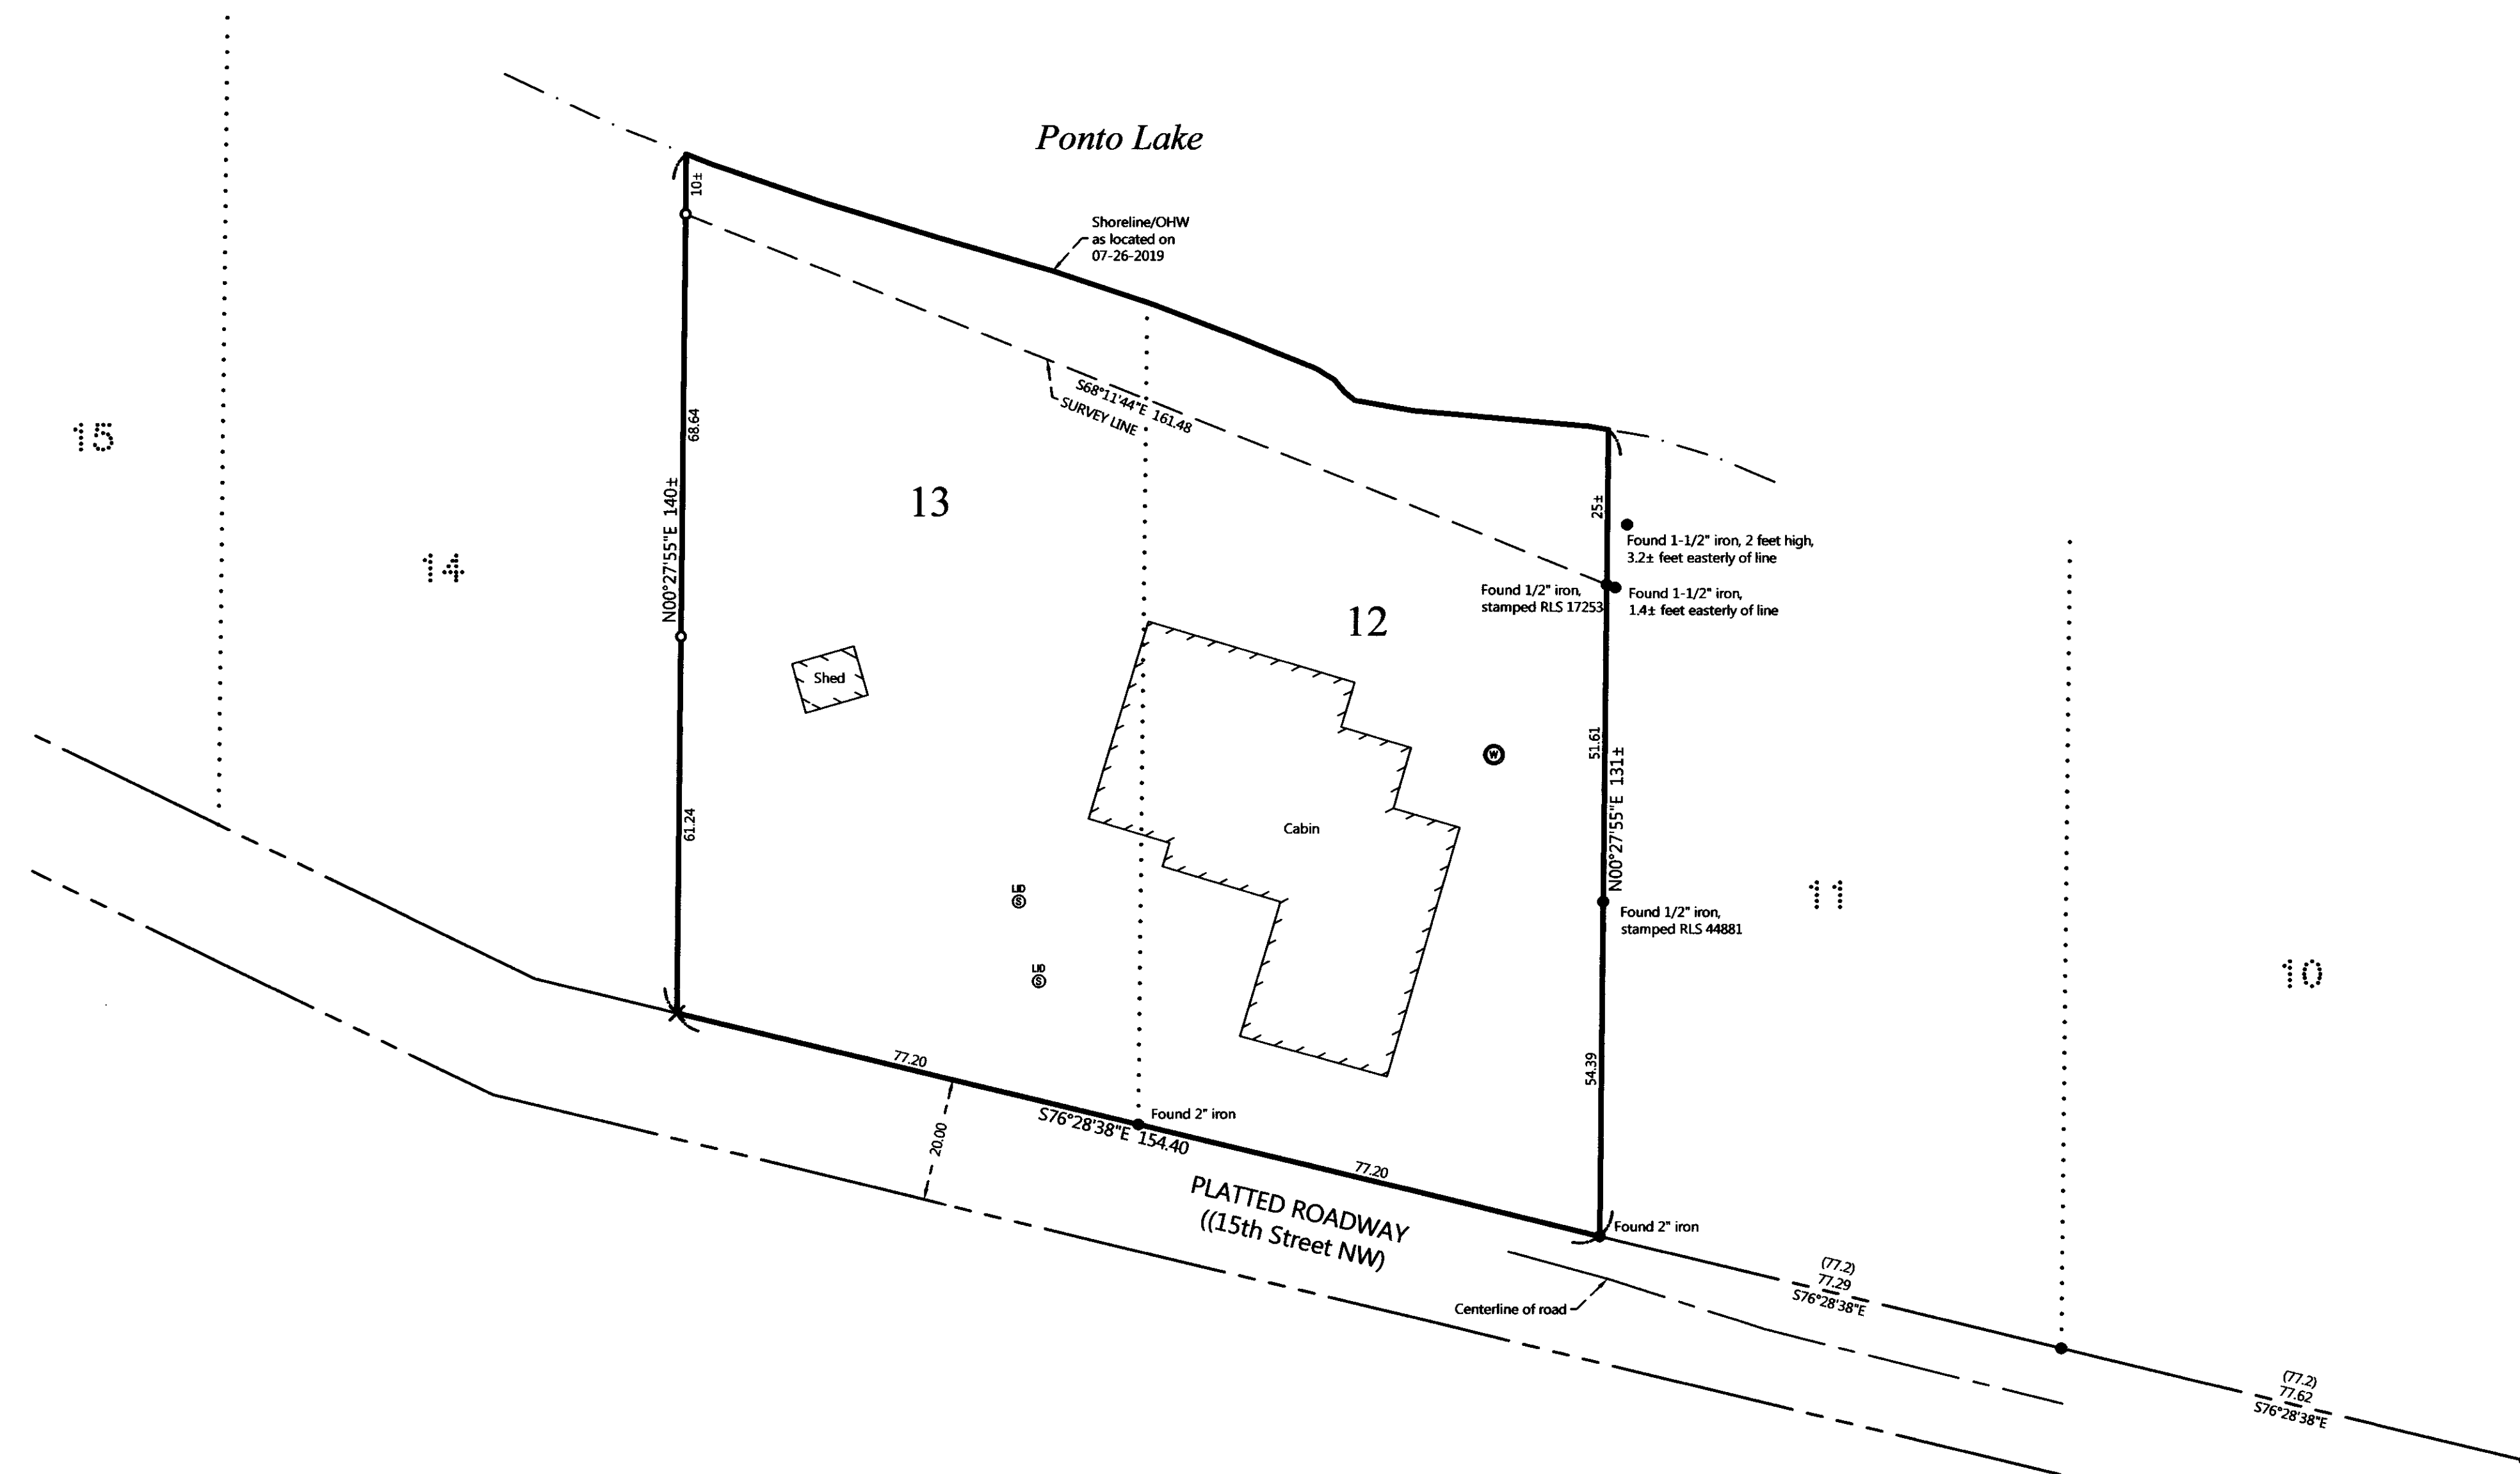 Ponto Lake
10±
Shoreline/OHW
as located on
07-26-2019
S68°11'44"E 161.48
SURVEY LINE
68.64
N00°27'55"E 140±
15
14
13
12
25±
Found 1-1/2" iron, 2 feet high,
3.2± feet easterly of line
Found 1/2" iron,
stamped RLS 17253
Found 1-1/2" iron,
1.4± feet easterly of line
Shed
W
51.61
N00°27'55"E 131±
61.24
Cabin
LID
S
LID
S
Found 1/2" iron,
stamped RLS 44881
11
10
54.39
77.20
S76°28'38"E 154.40
Found 2" iron
20.00
77.20
PLATTED ROADWAY
((15th Street NW)
Found 2" iron
Centerline of road
(77.2)
77.29
S76°28'38"E
(77.2)
77.62
S76°28'38"E